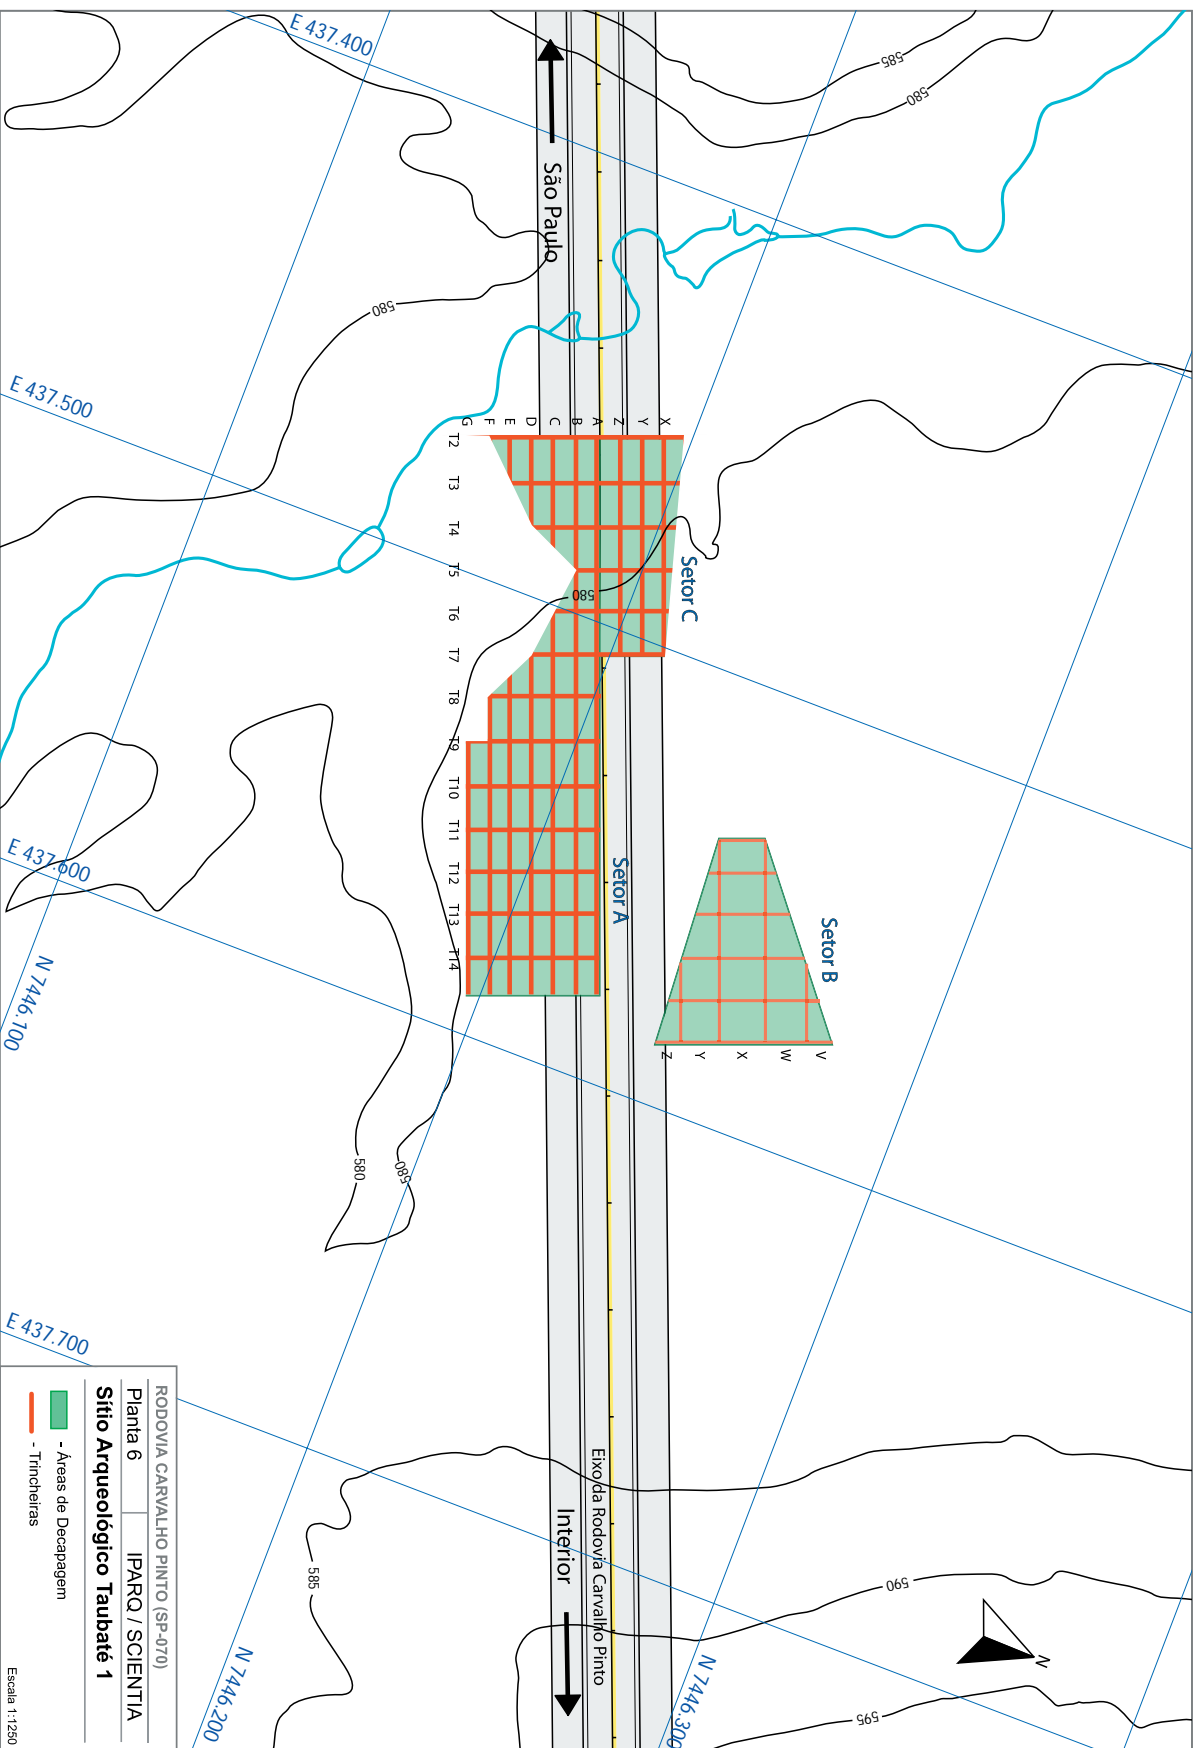 E 437.400
585
580
São Paulo
580
E 437.500
G F E D C B A Z Y X
T2
T3
T4
T5
T6
T7
T8
T9
T10
T11
T12
T13
T14
Setor C
580
Setor A
Setor B
Z Y X W V
E 437.600
N 7446.100
580
580
E 437.700
Eixo da Rodovia Carvalho Pinto
Interior
585
590
595
N
N 7446.200
N 7446.300
RODOVIA CARVALHO PINTO (SP-070)
Planta 6
IPARQ / SCIENTIA
Sítio Arqueológico Taubaté 1
- Áreas de Decapagem
- Trincheiras
Escala 1:1250